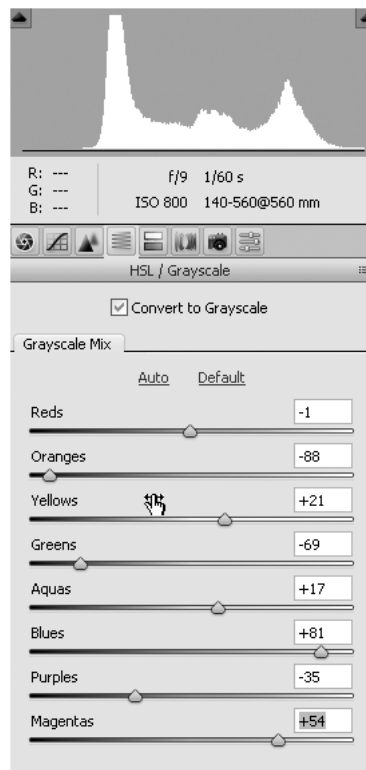 R: --- f/9 1/60 s
G: ---
B: --- ISO 800 140-560@560 mm
HSL / Grayscale
Convert to Grayscale
Grayscale Mix
Auto Default
Reds -1
Oranges -88
Yellows +21
Greens -69
Aquas +17
Blues +81
Purples -35
Magentas +54